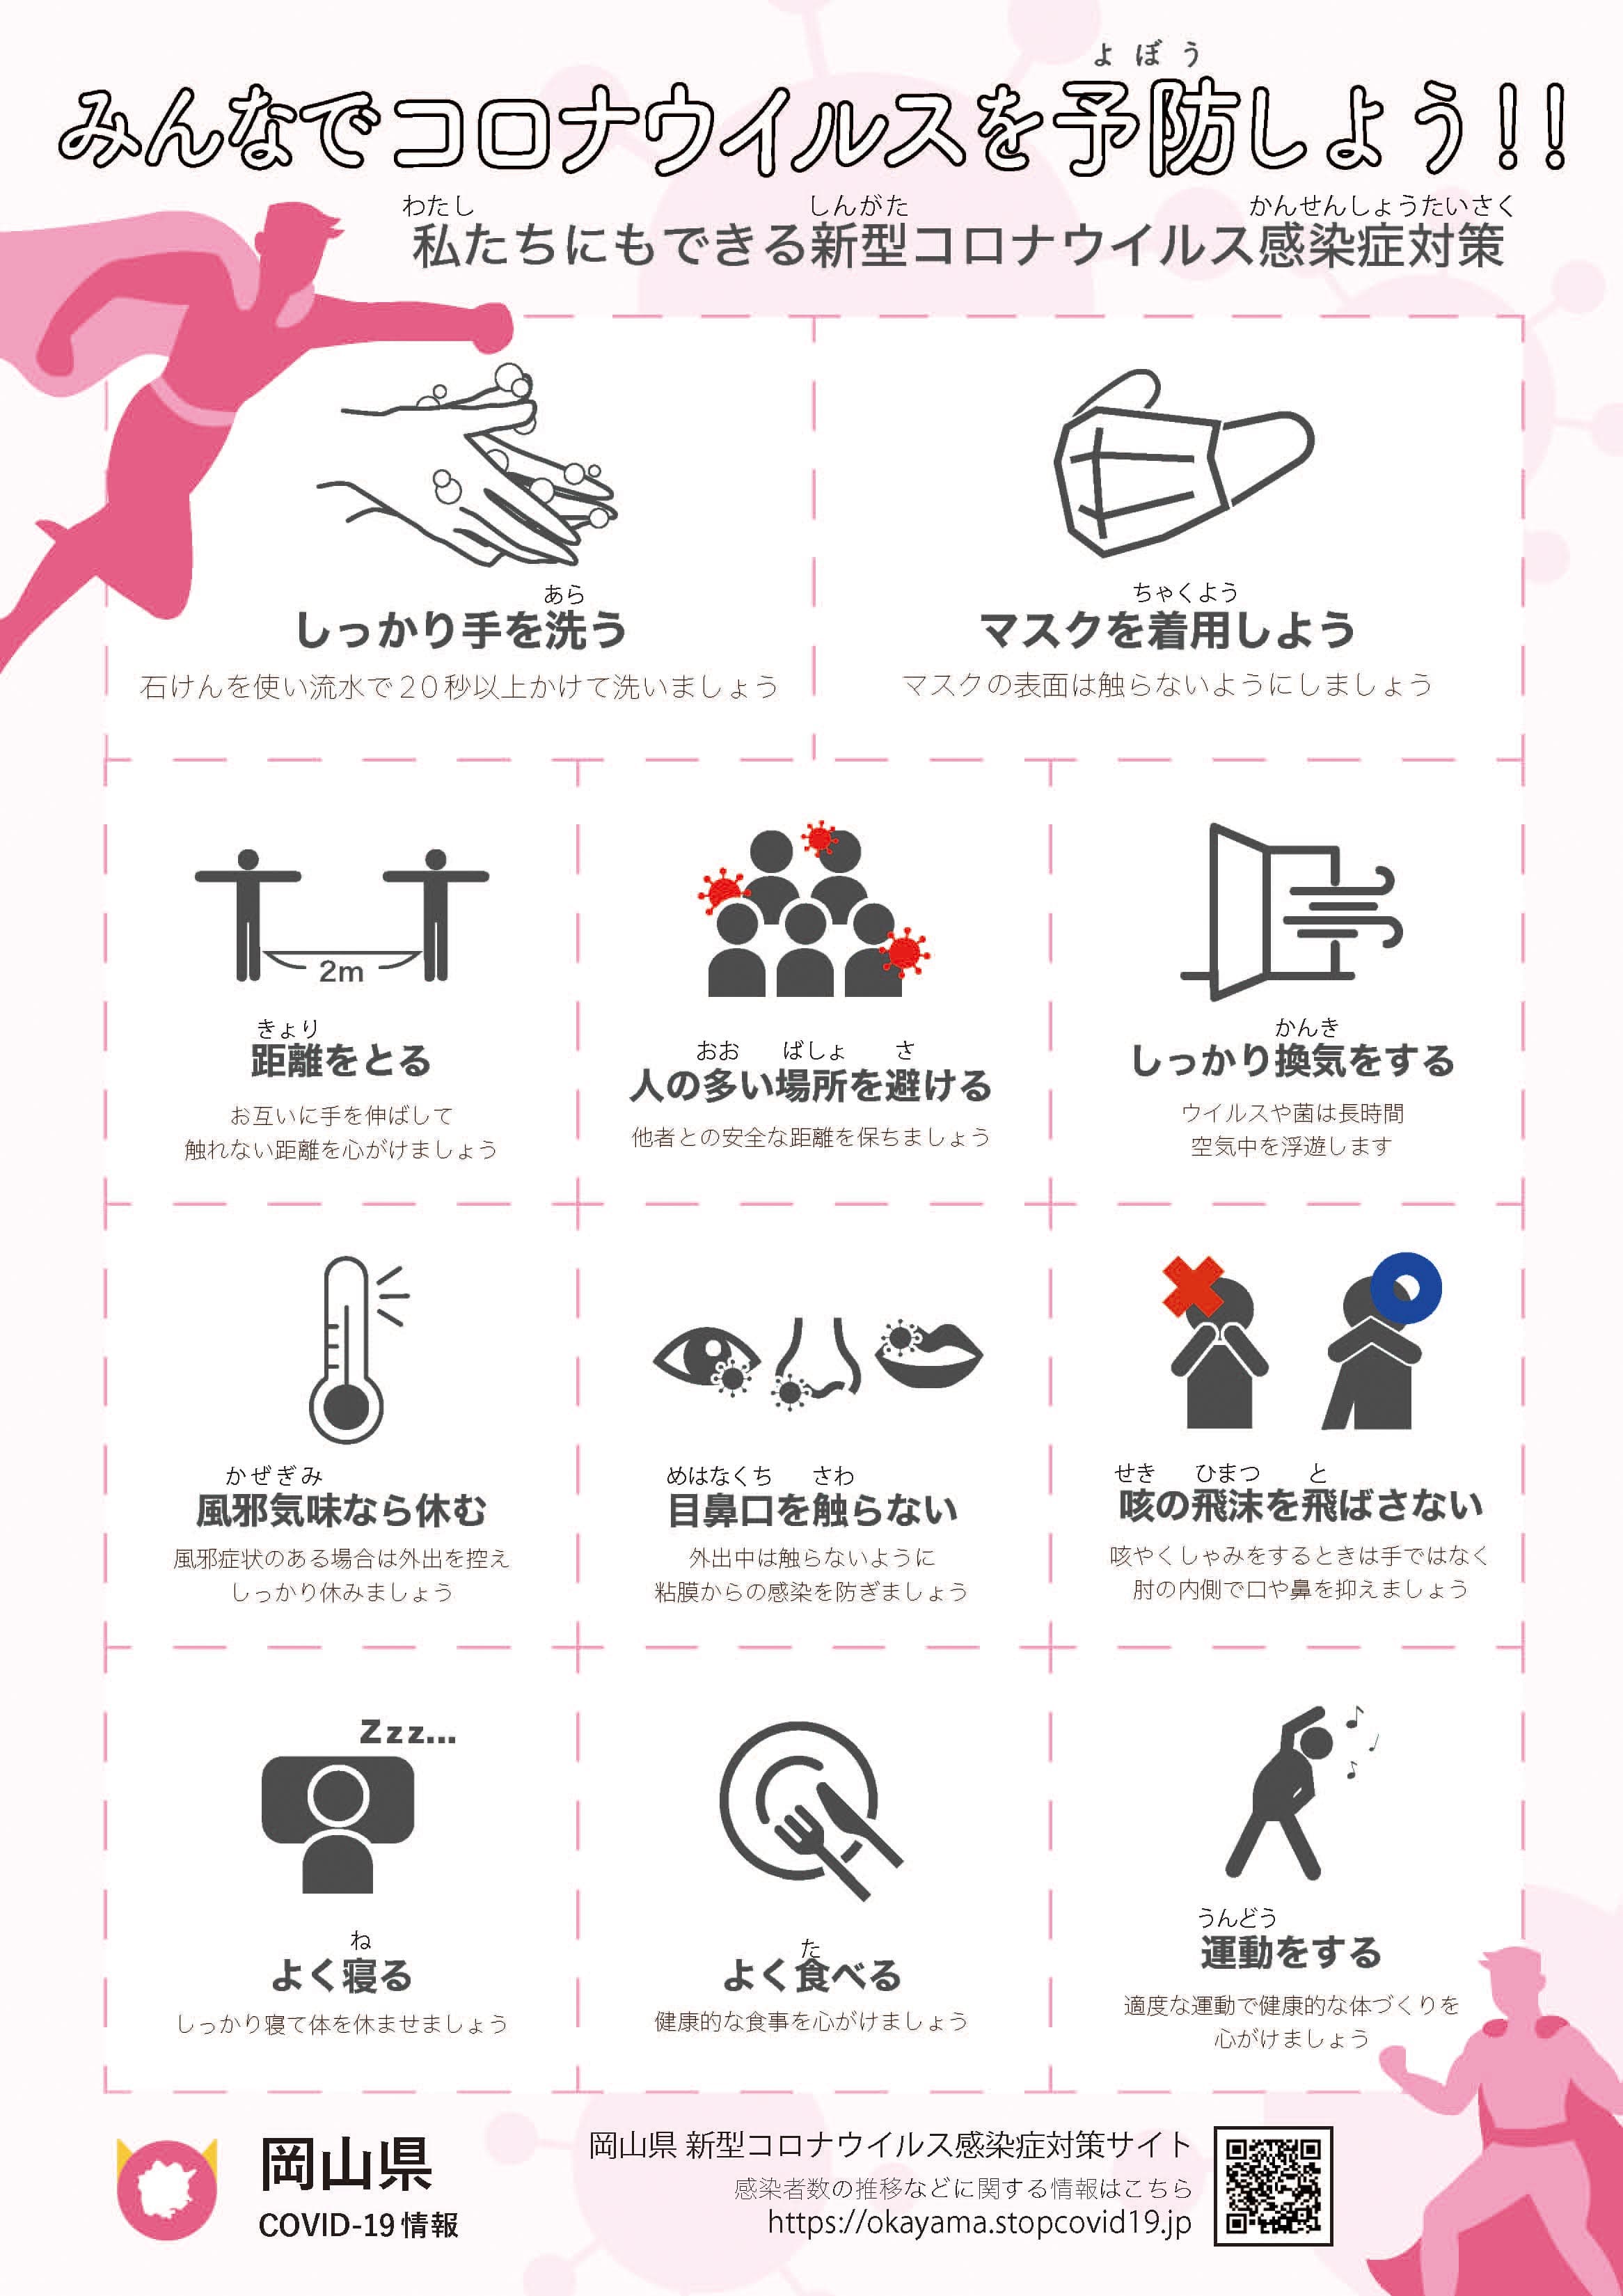 よぼう
みんなでコロナウイルスを予防しよう!!
わたし しんがた かんせんしょうたいさく
私たちにもできる新型コロナウイルス感染症対策
あら
しっかり手を洗う
石けんを使い流水で20秒以上かけて洗いましょう
ちゃくよう
マスクを着用しよう
マスクの表面は触らないようにしましょう
2m
きょり
距離をとる
お互いに手を伸ばして
触れない距離を心がけましょう
おお ばしょ さ
人の多い場所を避ける
他者との安全な距離を保ちましょう
かんき
しっかり換気をする
ウイルスや菌は長時間
空気中を浮遊します
かぜぎみ
風邪気味なら休む
風邪症状のある場合は外出を控え
しっかり休みましょう
めはなくち さわ
目鼻口を触らない
外出中は触らないように
粘膜からの感染を防ぎましょう
せき ひまつ と
咳の飛沫を飛ばさない
咳やくしゃみをするときは手ではなく
肘の内側で口や鼻を抑えましょう
Zzz...
ね
よく寝る
しっかり寝て体を休ませましょう
た
よく食べる
健康的な食事を心がけましょう
うんどう
運動をする
適度な運動で健康的な体づくりを
心がけましょう
岡山県
COVID-19情報
岡山県 新型コロナウイルス感染症対策サイト
感染者数の推移などに関する情報はこちら
https://okayama.stopcovid19.jp